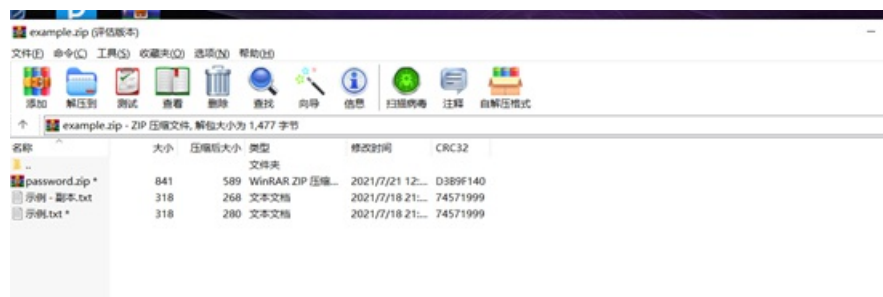 example.zip (评估版本)
文件(F) 命令(C) 工具(S) 收藏夹(O) 选项(N) 帮助(H)
添加 解压到 测试 查看 删除 查找 向导 信息 扫描病毒 注释 自解压格式
example.zip - ZIP 压缩文件, 解包大小为 1,477 字节
名称 大小 压缩后大小 类型 修改时间 CRC32
.. 文件夹
password.zip * 841 589 WinRAR ZIP 压缩... 2021/7/21 12:... D3B9F140
示例 - 副本.txt 318 268 文本文档 2021/7/18 21:... 74571999
示例.txt * 318 280 文本文档 2021/7/18 21:... 74571999